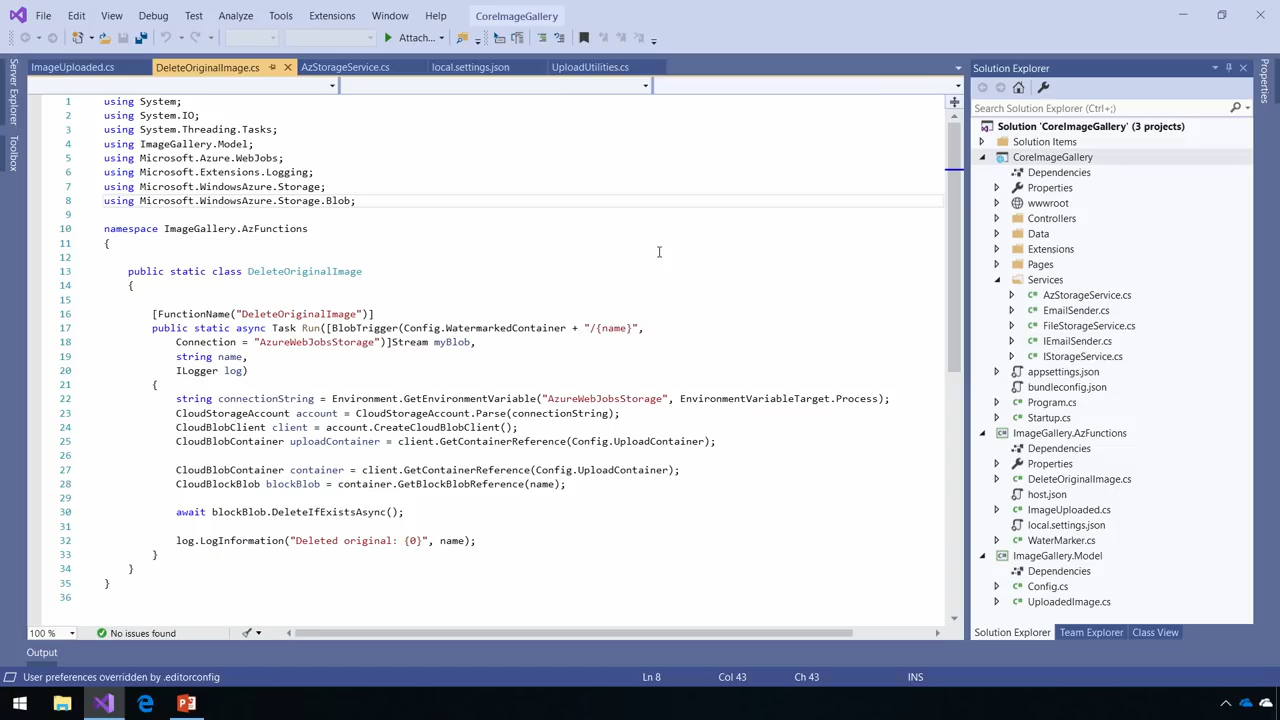 File Edit View Debug Test Analyze Tools Extensions Window Help CoreImageGallery
Attach...
ImageUploaded.cs DeleteOriginalImage.cs AzStorageService.cs local.settings.json UploadUtilities.cs
Server Explorer
Toolbox
1 using System;
2 using System.IO;
3 using System.Threading.Tasks;
4 using ImageGallery.Model;
5 using Microsoft.Azure.WebJobs;
6 using Microsoft.Extensions.Logging;
7 using Microsoft.WindowsAzure.Storage;
8 using Microsoft.WindowsAzure.Storage.Blob;
9
10 namespace ImageGallery.AzFunctions
11 {
12
13 public static class DeleteOriginalImage
14 {
15
16 [FunctionName("DeleteOriginalImage")]
17 public static async Task Run([BlobTrigger(Config.WatermarkedContainer + "/{name}",
18 Connection = "AzureWebJobsStorage")]Stream myBlob,
19 string name,
20 ILogger log)
21 {
22 string connectionString = Environment.GetEnvironmentVariable("AzureWebJobsStorage", EnvironmentVariableTarget.Process);
23 CloudStorageAccount account = CloudStorageAccount.Parse(connectionString);
24 CloudBlobClient client = account.CreateCloudBlobClient();
25 CloudBlobContainer uploadContainer = client.GetContainerReference(Config.UploadContainer);
26
27 CloudBlobContainer container = client.GetContainerReference(Config.UploadContainer);
28 CloudBlockBlob blockBlob = container.GetBlockBlobReference(name);
29
30 await blockBlob.DeleteIfExistsAsync();
31
32 log.LogInformation("Deleted original: {0}", name);
33 }
34 }
35 }
36
100 % No issues found
Output
Solution Explorer
Search Solution Explorer (Ctrl+;)
Solution 'CoreImageGallery' (3 projects)
Solution Items
CoreImageGallery
Dependencies
Properties
wwwroot
Controllers
Data
Extensions
Pages
Services
C# AzStorageService.cs
C# EmailSender.cs
C# FileStorageService.cs
C# IEmailSender.cs
C# IStorageService.cs
appsettings.json
bundleconfig.json
C# Program.cs
C# Startup.cs
C# ImageGallery.AzFunctions
Dependencies
Properties
C# DeleteOriginalImage.cs
host.json
C# ImageUploaded.cs
local.settings.json
C# WaterMarker.cs
C# ImageGallery.Model
Dependencies
C# Config.cs
C# UploadedImage.cs
Solution Explorer Team Explorer Class View
Properties
User preferences overridden by .editorconfig Ln 8 Col 43 Ch 43 INS